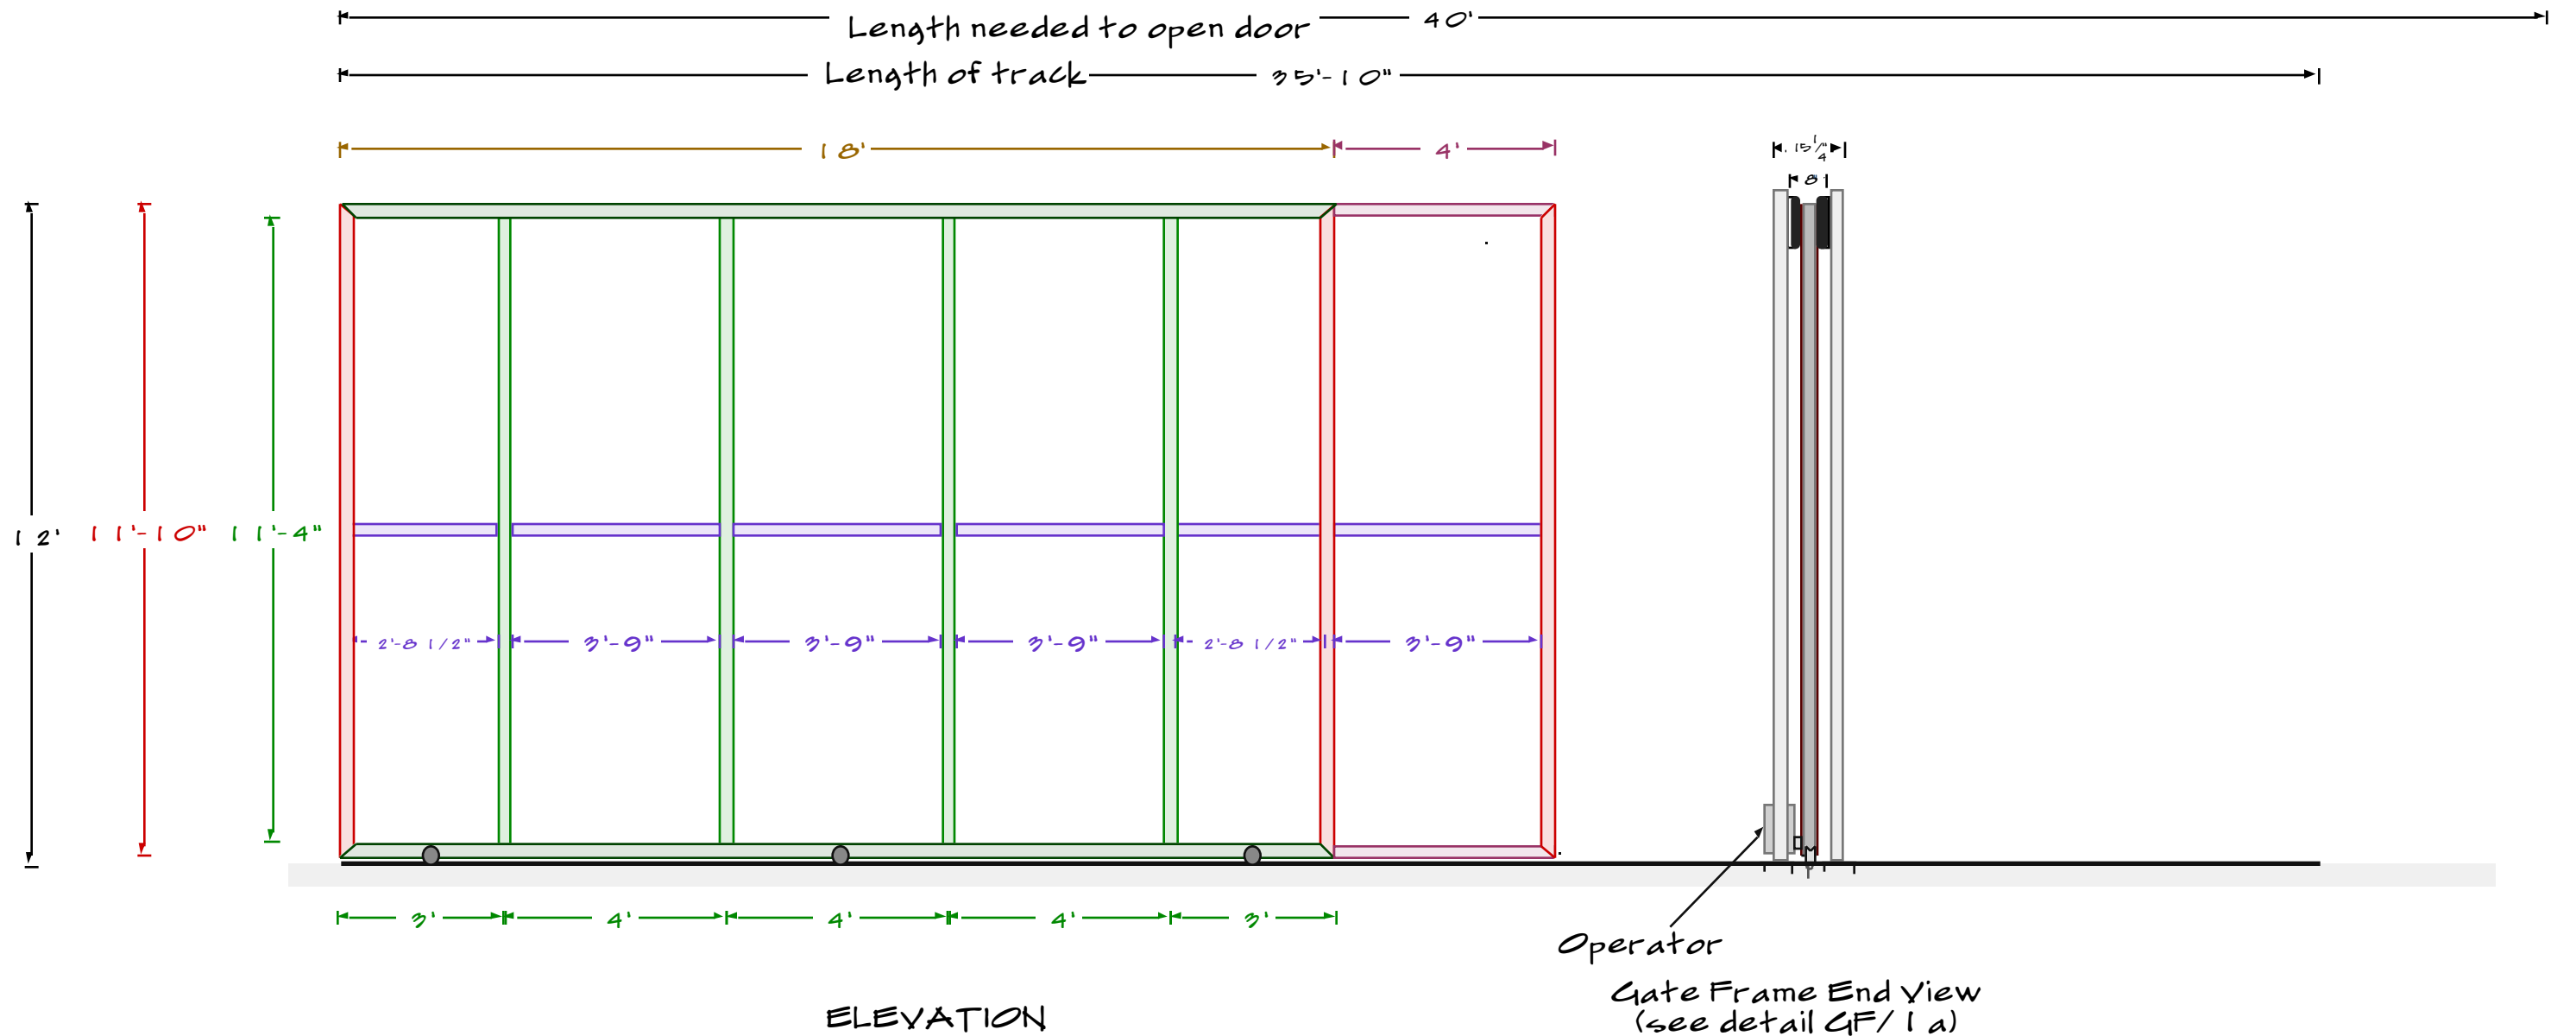 Length needed to open door 40'
Length of track 35'-10"
18' 4' 15 1/4"
8"
12' 11'-10" 11'-4"
2'-8 1/2" 3'-9" 3'-9" 3'-9" 2'-8 1/2" 3'-9"
3' 4' 4' 4' 3'
Operator
Gate Frame End View
(see detail GF/1a)
ELEVATION